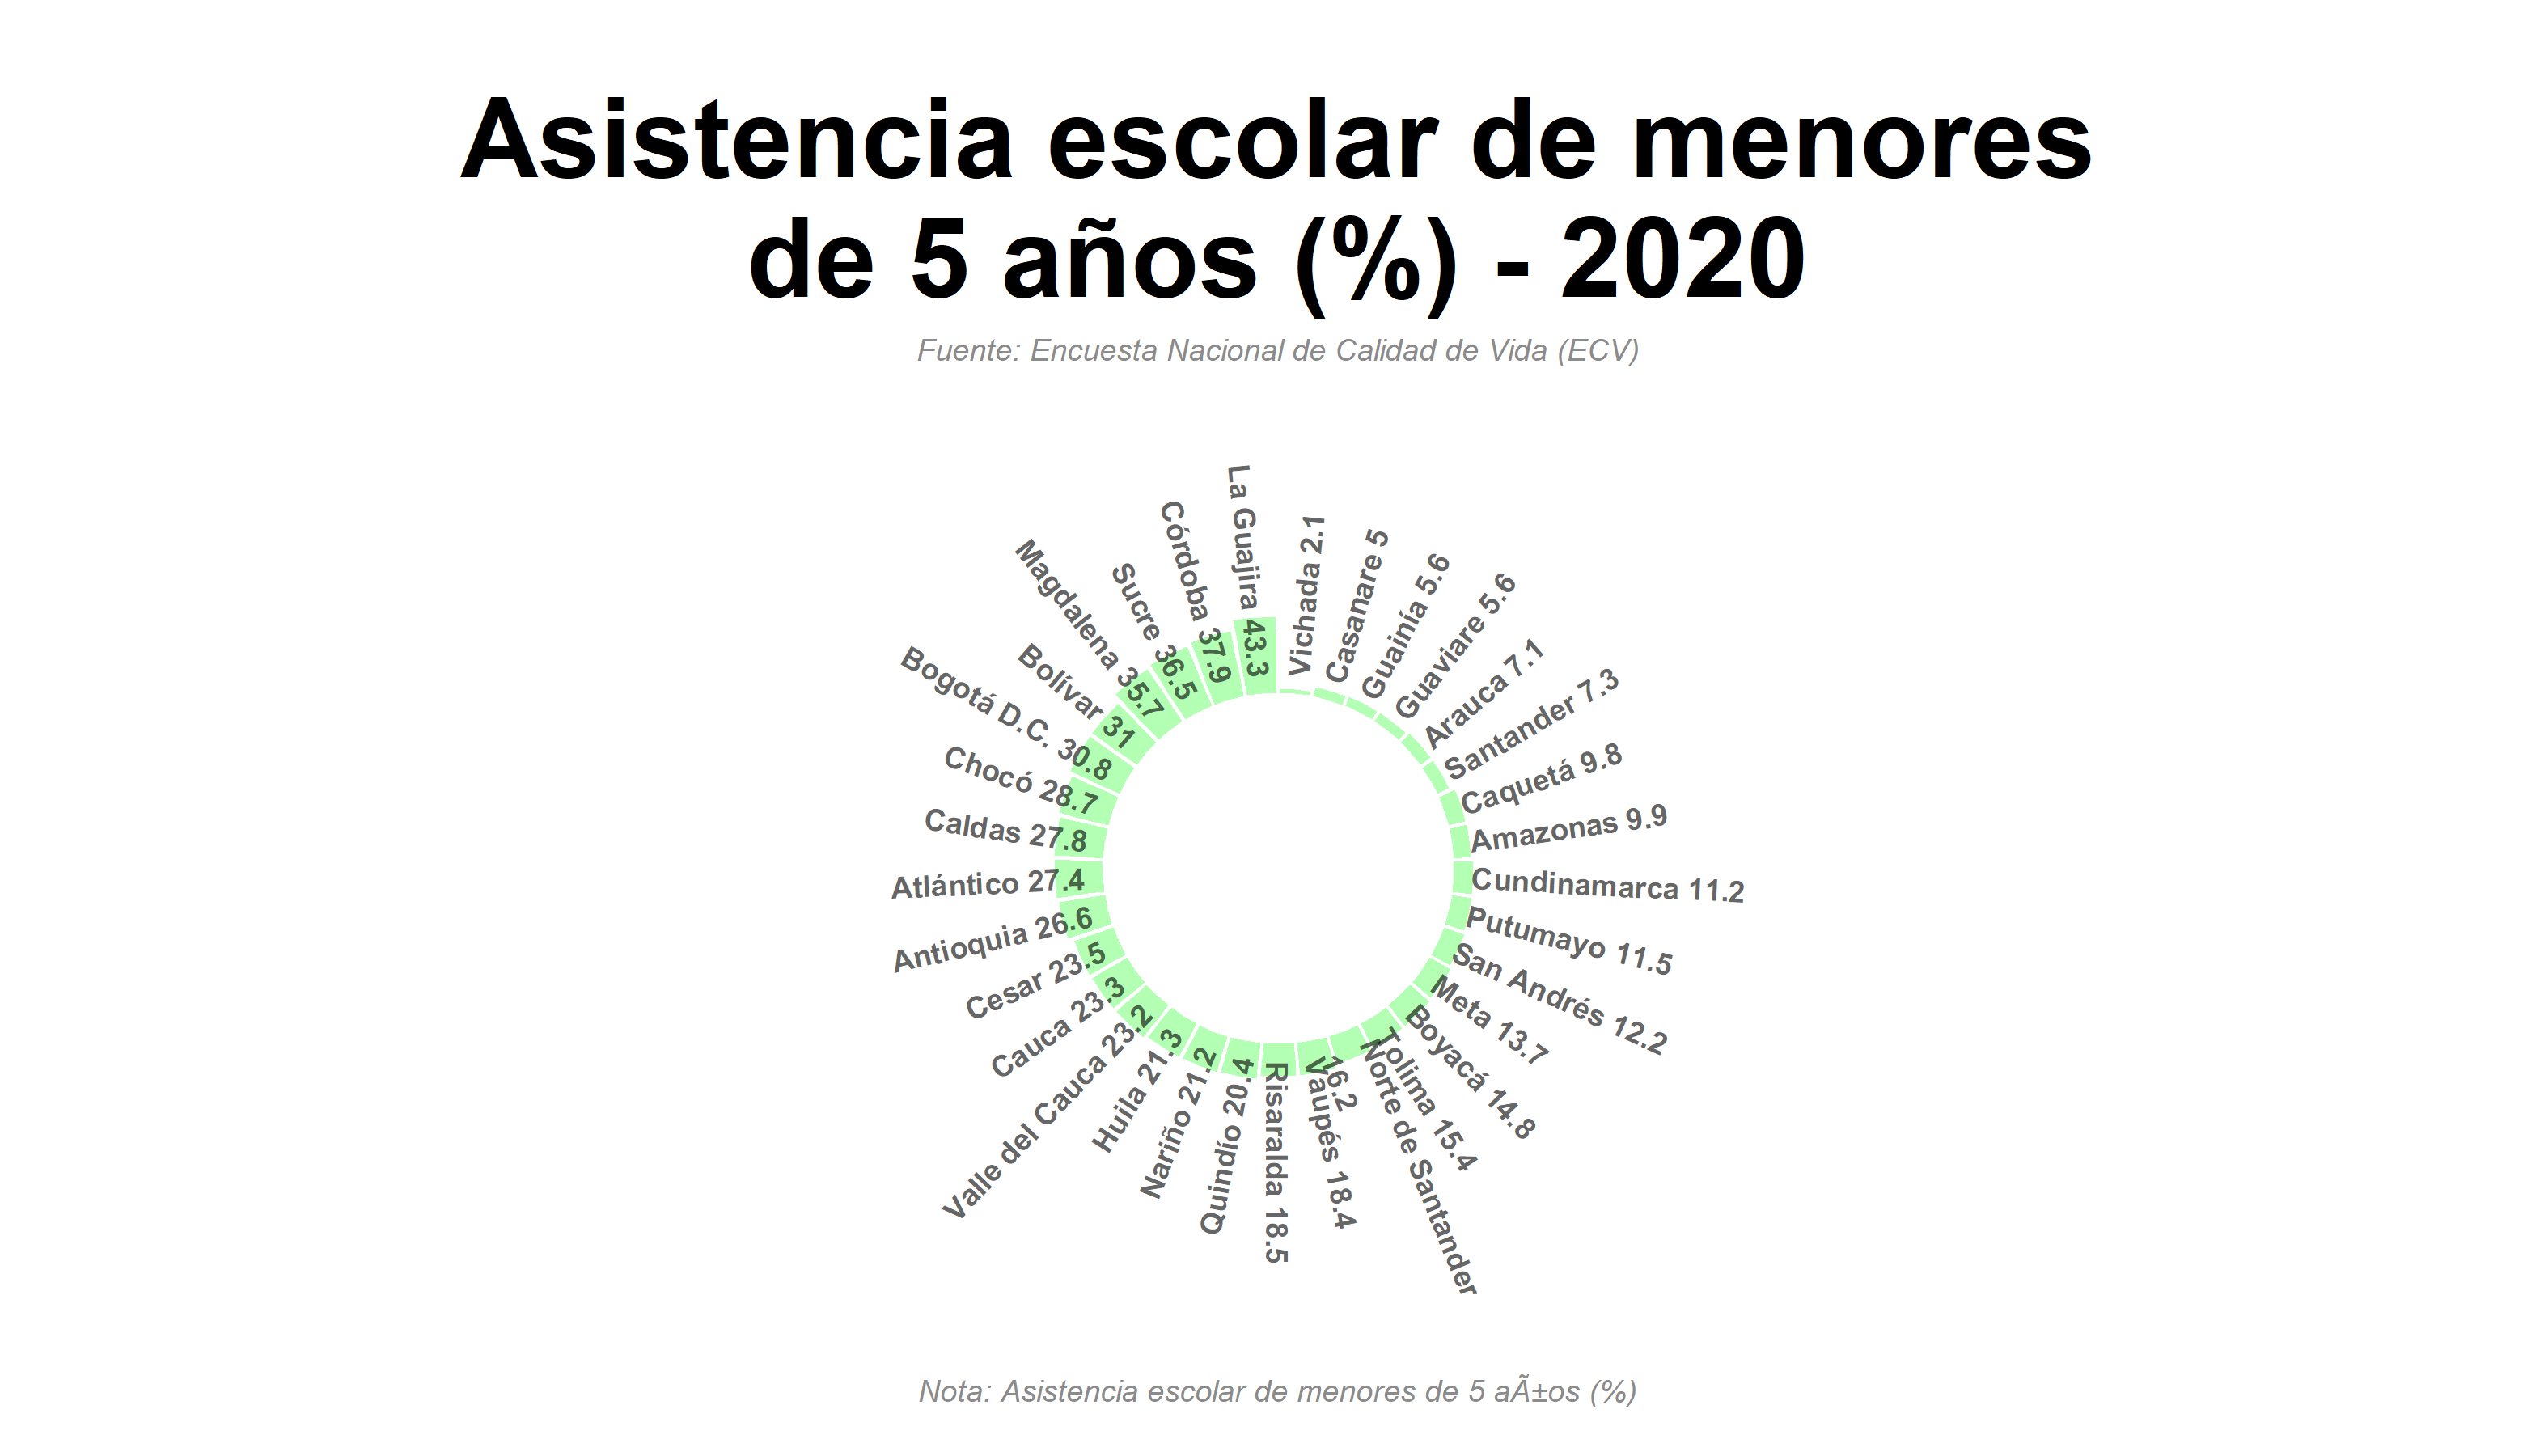 Asistencia escolar de menores
de 5 años (%) - 2020
Fuente: Encuesta Nacional de Calidad de Vida (ECV)
Vichada 2.1
Casanare 5
Guainía 5.6
Guaviare 5.6
Arauca 7.1
Santander 7.3
Caquetá 9.8
Amazonas 9.9
Cundinamarca 11.2
Putumayo 11.5
San Andrés 12.2
Meta 13.7
Boyacá 14.8
Tolima 15.4
Norte de Santander
16.2
Vaupés 18.4
Risaralda 18.5
Quindío 20.4
Nariño 21.2
Huila 21.3
Valle del Cauca 23.2
Cauca 23.3
Cesar 23.5
Antioquia 26.6
Atlántico 27.4
Caldas 27.8
Chocó 28.7
Bogotá D.C. 30.8
Bolívar 31
Magdalena 35.7
Sucre 36.5
Córdoba 37.9
La Guajira 43.3
Nota: Asistencia escolar de menores de 5 aÃ±os (%)